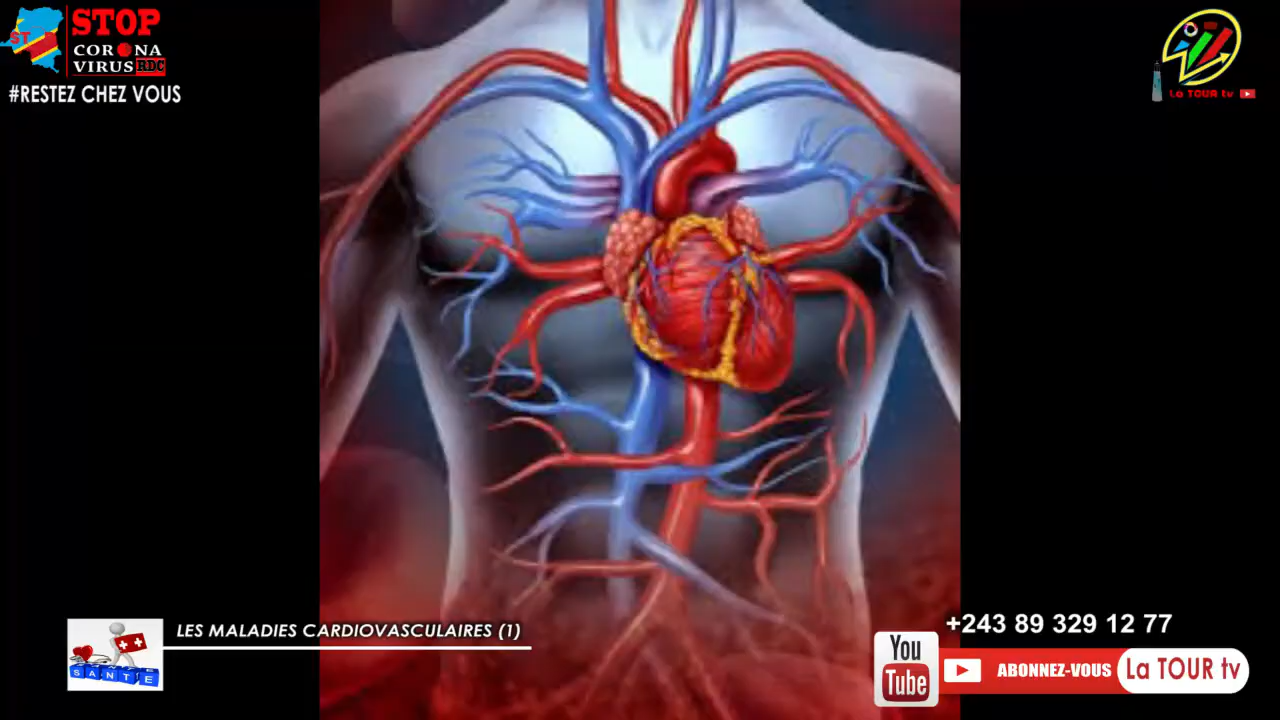 STOP
CORONA
VIRUS RDC
#RESTEZ CHEZ VOUS
La TOUR tv
LES MALADIES CARDIOVASCULAIRES (1)
SANTE
+243 89 329 12 77
You
Tube
ABONNEZ-VOUS
La TOUR tv